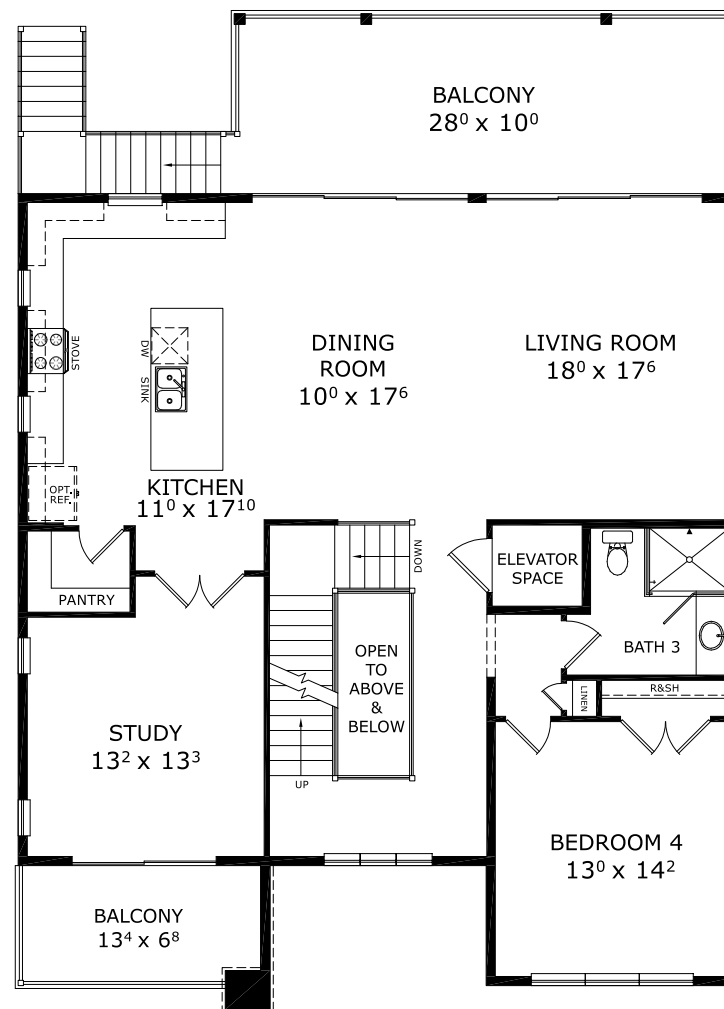 BALCONY
28⁰ x 10⁰
DINING
ROOM
10⁰ x 17⁶
LIVING ROOM
18⁰ x 17⁶
STOVE
DW
SINK
OPT.
REF.
KITCHEN
11⁰ x 17¹⁰
PANTRY
DOWN
ELEVATOR
SPACE
OPEN
TO
ABOVE
&
BELOW
UP
BATH 3
LINEN
R&SH
STUDY
13² x 13³
BEDROOM 4
13⁰ x 14²
BALCONY
13⁴ x 6⁸